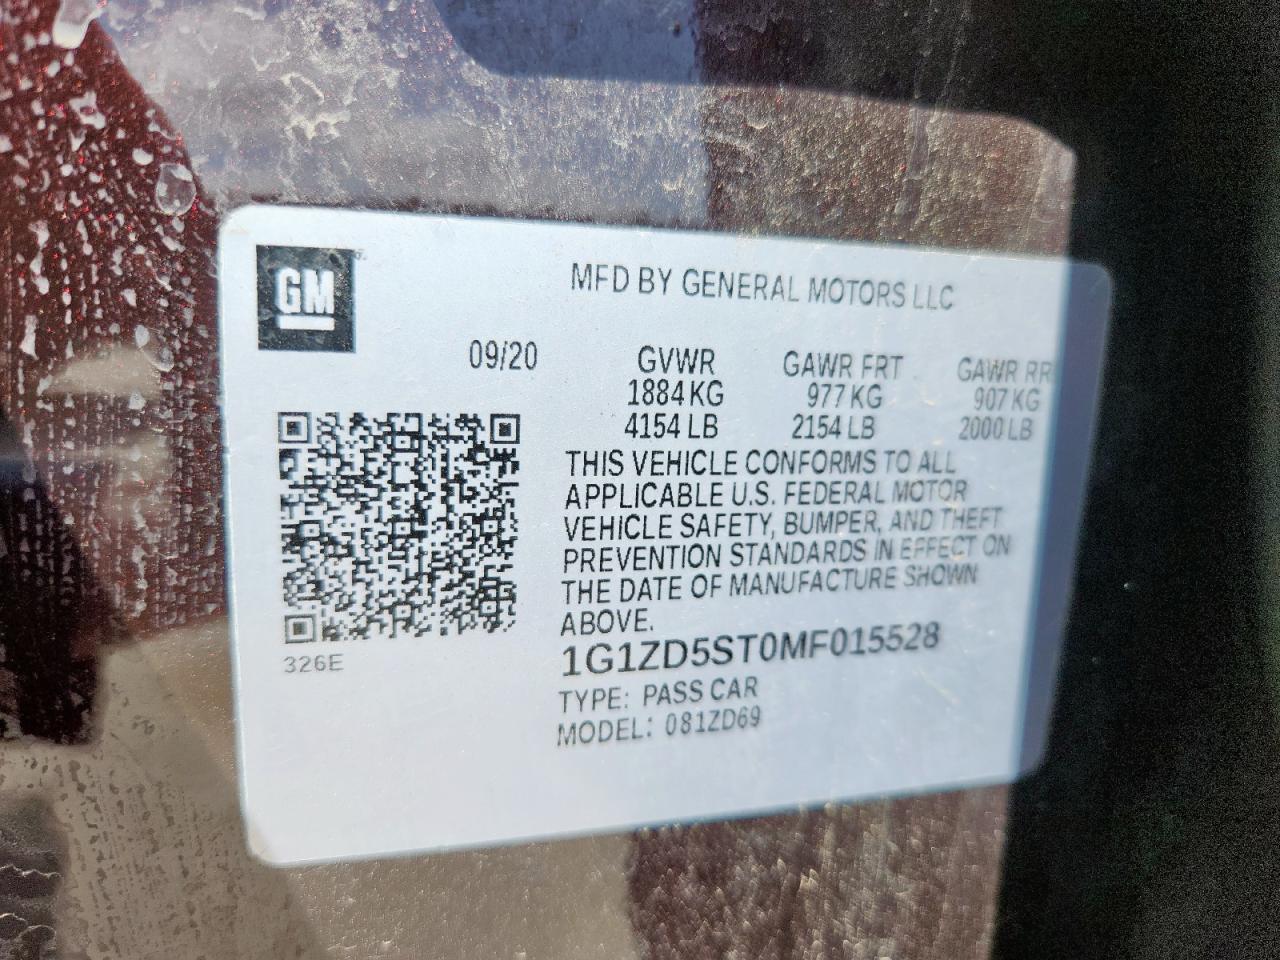 GM
MFD BY GENERAL MOTORS LLC
09/20 GVWR GAWR FRT GAWR RR
1884 KG 977 KG 907 KG
4154 LB 2154 LB 2000 LB
THIS VEHICLE CONFORMS TO ALL
APPLICABLE U.S. FEDERAL MOTOR
VEHICLE SAFETY, BUMPER, AND THEFT
PREVENTION STANDARDS IN EFFECT ON
THE DATE OF MANUFACTURE SHOWN
ABOVE.
326E
1G1ZD5ST0MF015528
TYPE: PASS CAR
MODEL: 081ZD69